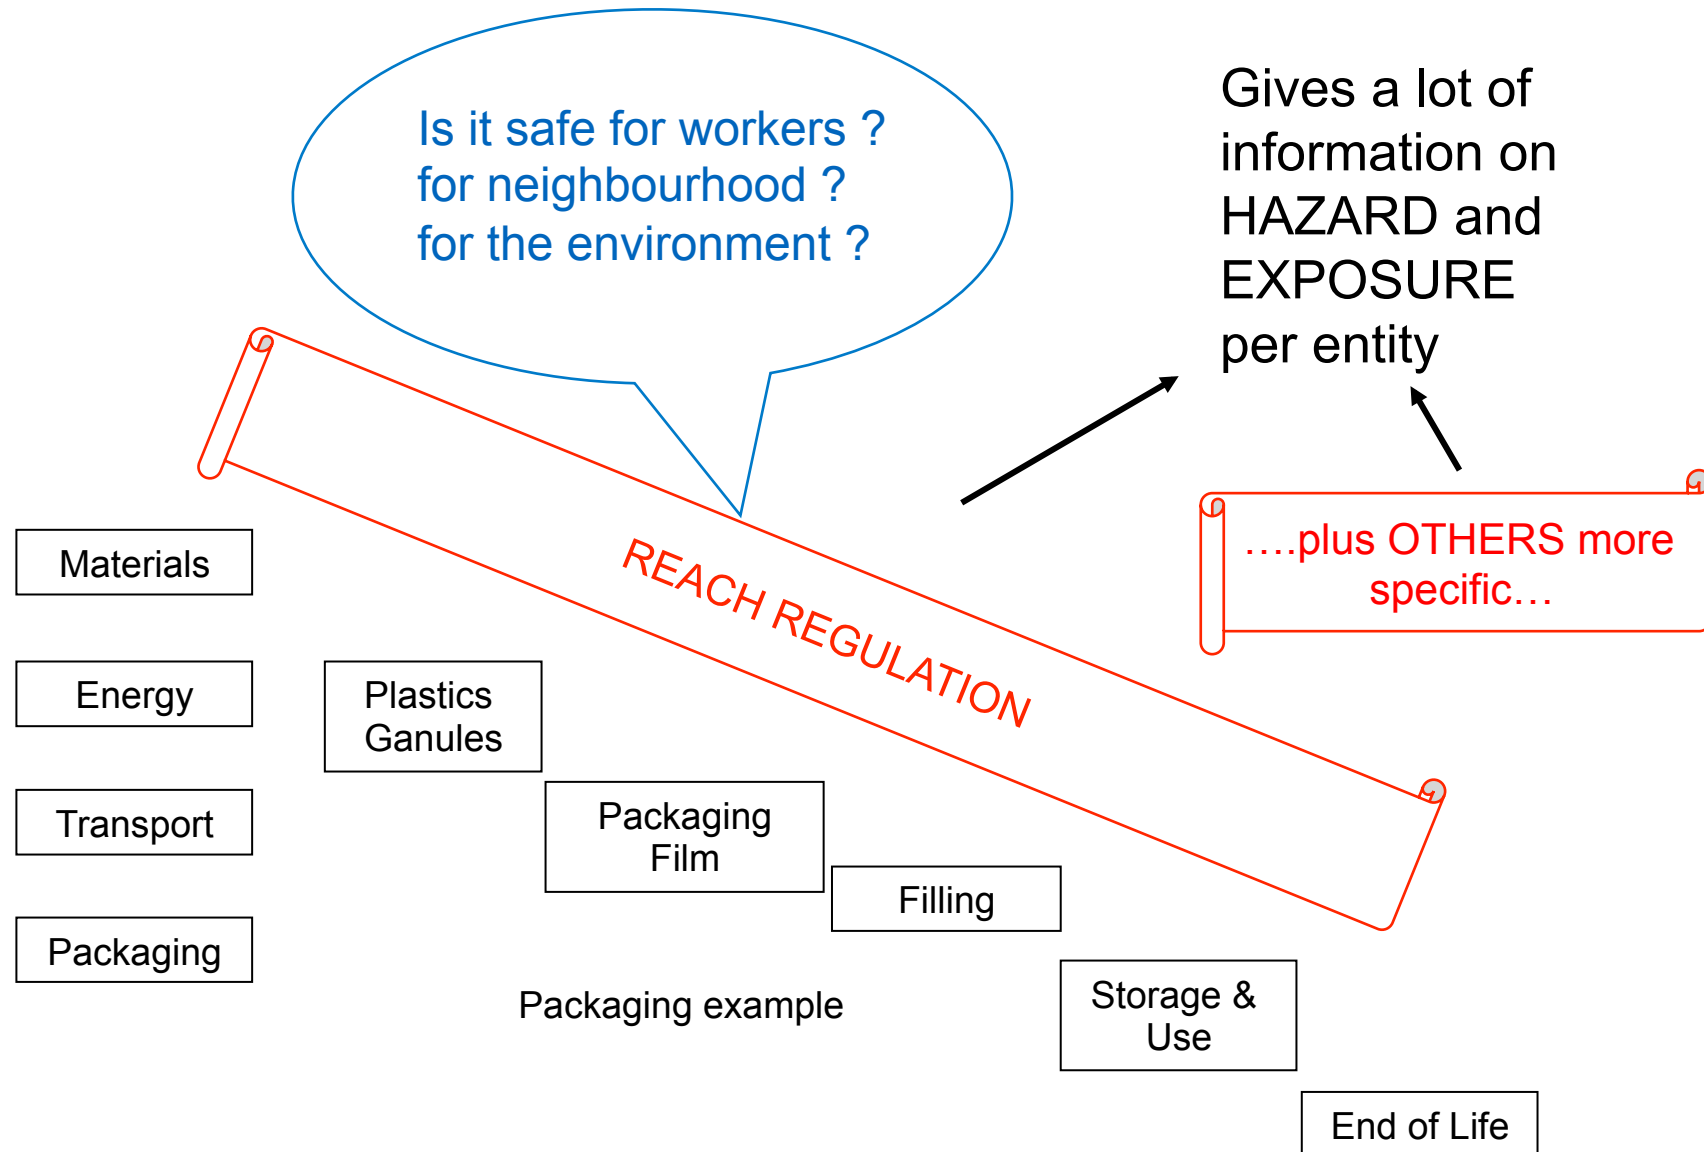 Is it safe for workers ?
for neighbourhood ?
for the environment ?
Gives a lot of
information on
HAZARD and
EXPOSURE
per entity
REACH REGULATION
….plus OTHERS more
specific…
Materials
Energy
Transport
Packaging
Plastics
Ganules
Packaging
Film
Filling
Storage &
Use
End of Life
Packaging example